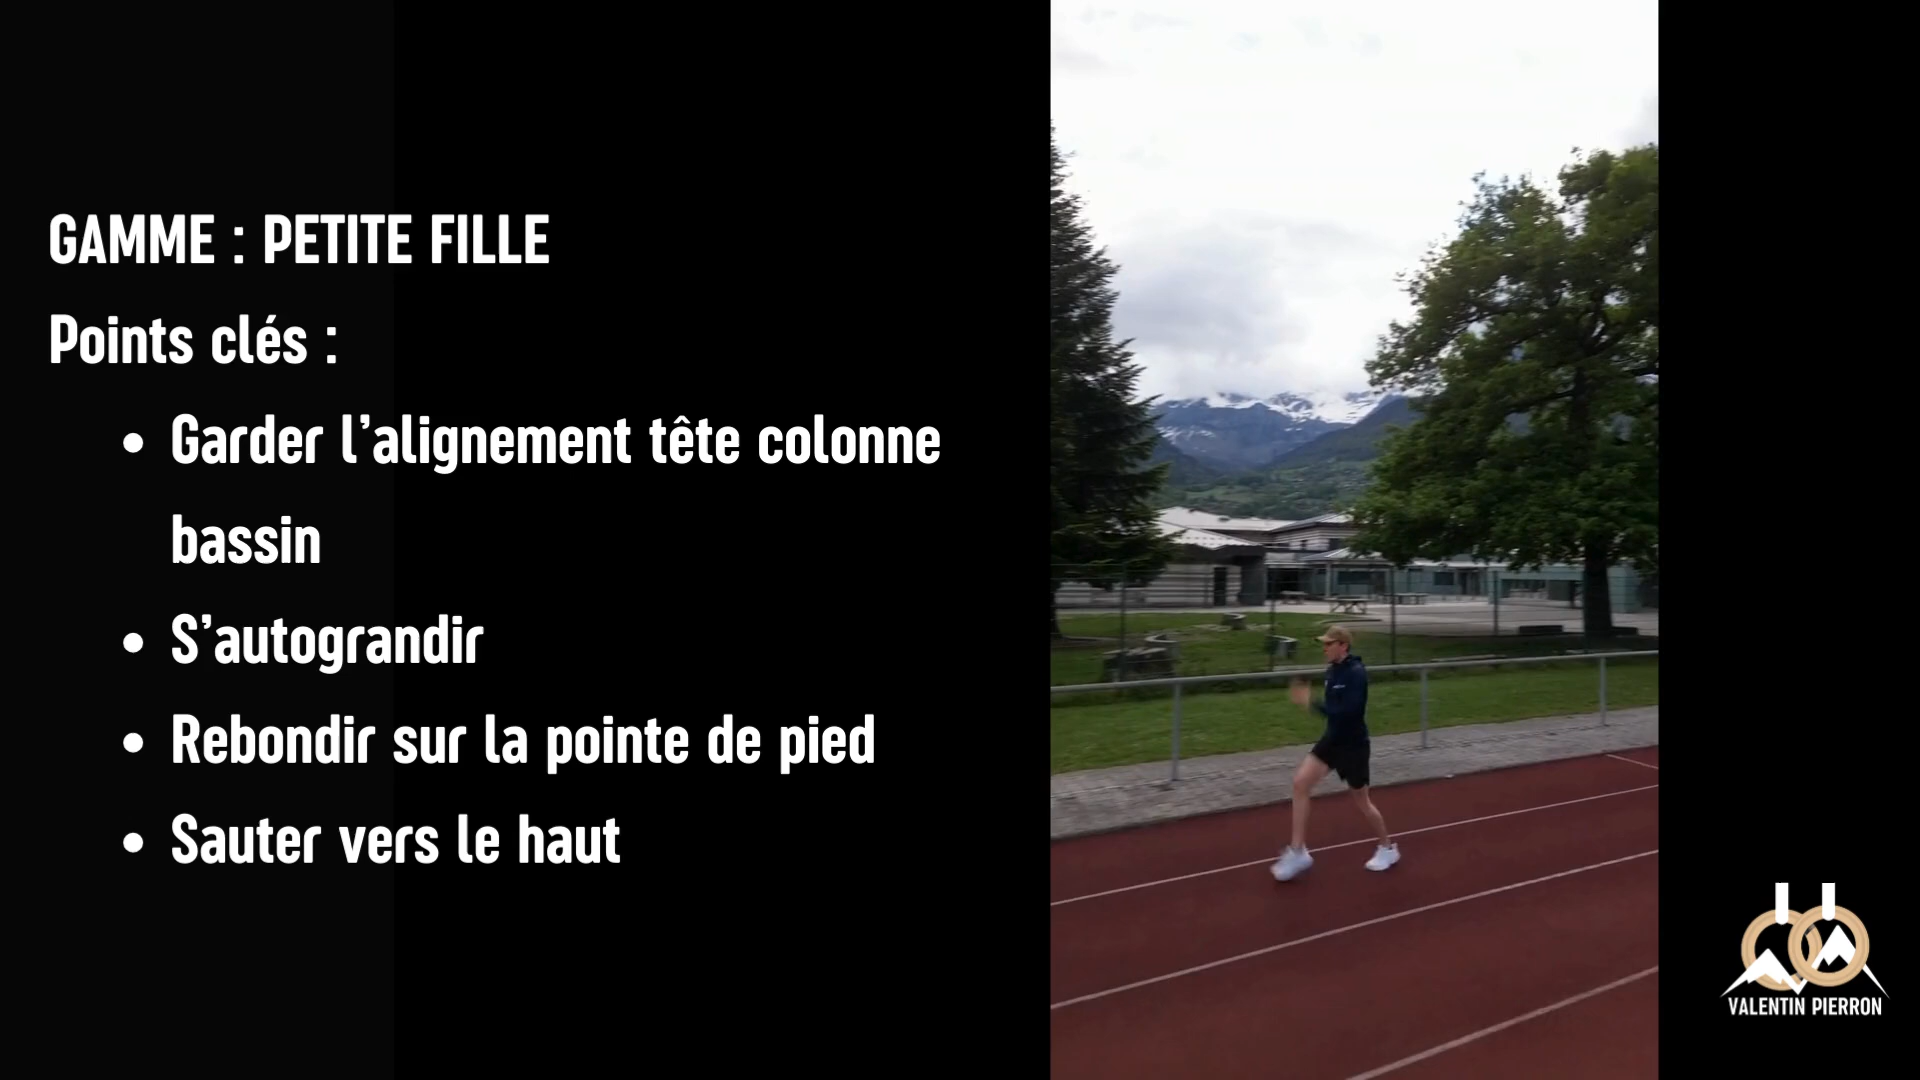 GAMME : PETITE FILLE
Points clés :
• Garder l’alignement tête colonne
bassin
• S’autograndir
• Rebondir sur la pointe de pied
• Sauter vers le haut
VALENTIN PIERRON